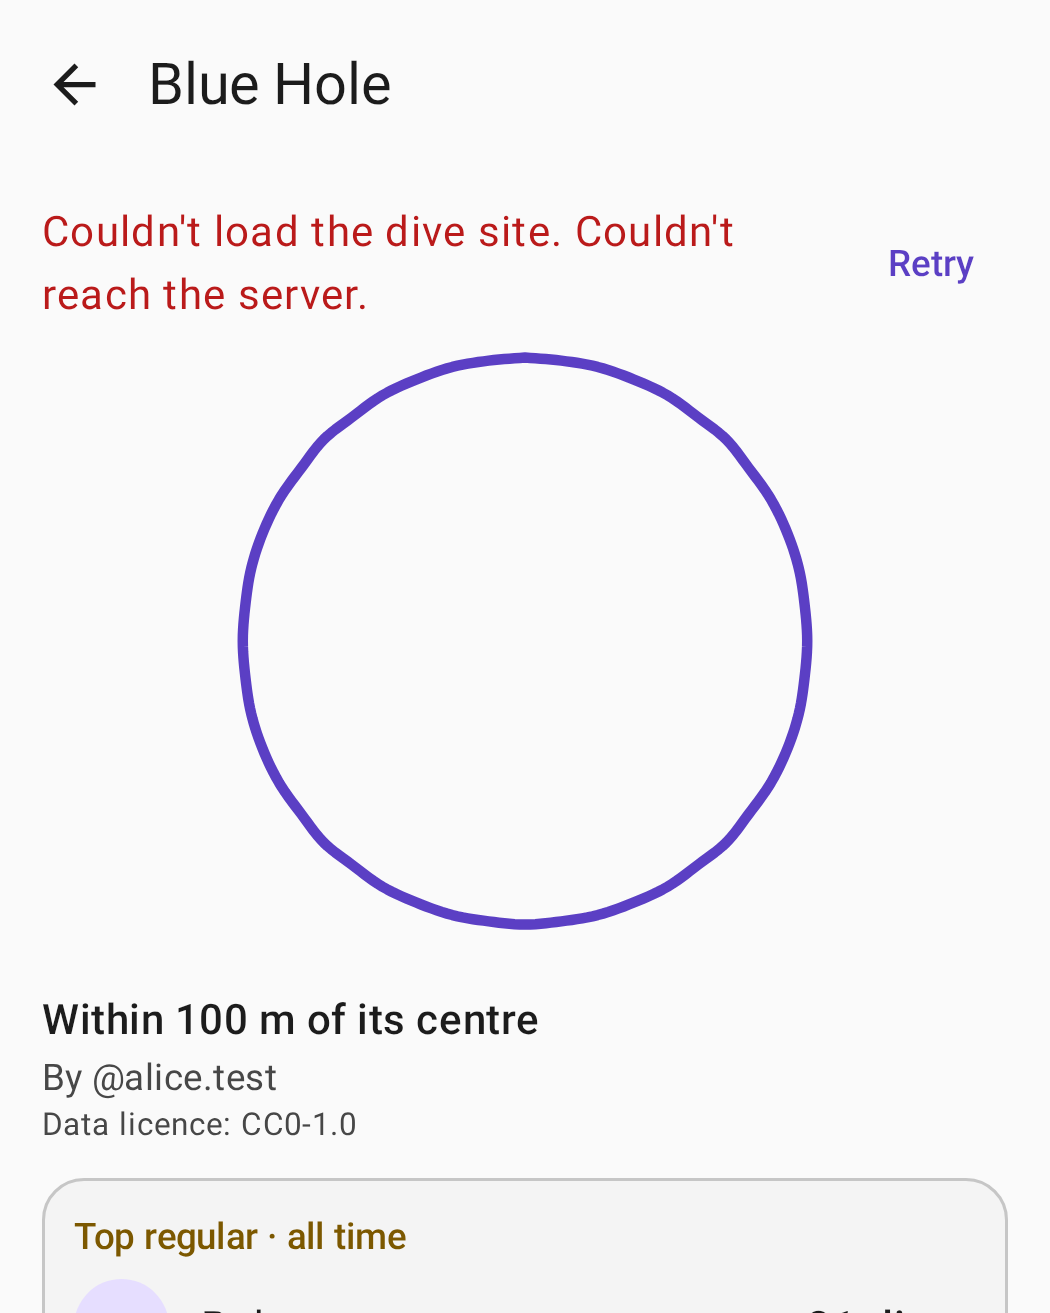 Blue Hole
Couldn't load the dive site. Couldn't
reach the server.
Retry
Within 100 m of its centre
By @alice.test
Data licence: CC0-1.0
Top regular · all time